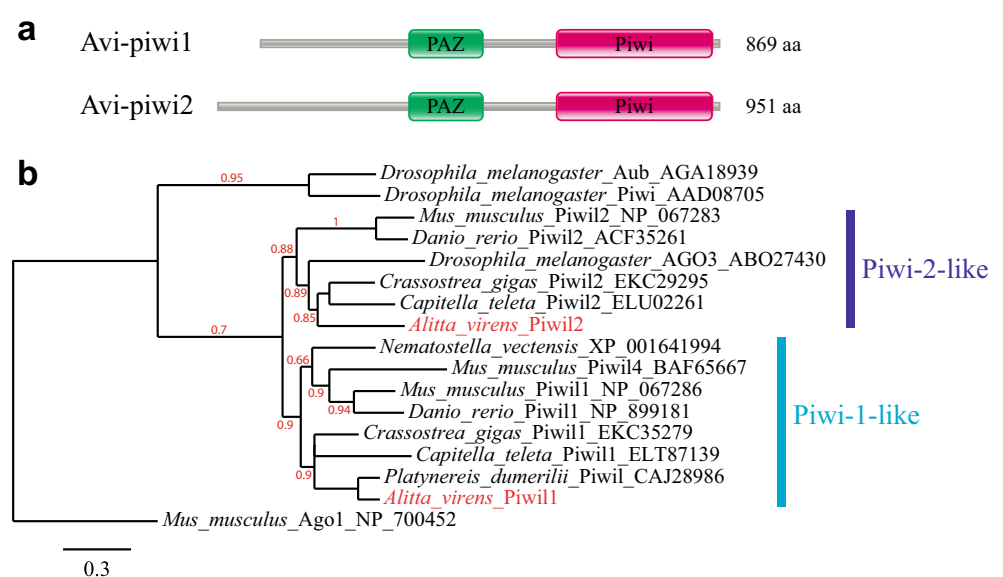 a
Avi-piwi1 PAZ Piwi 869 aa
Avi-piwi2 PAZ Piwi 951 aa
b
0.95
Drosophila_melanogaster_Aub_AGA18939
Drosophila_melanogaster_Piwi_AAD08705
1
Mus_musculus_Piwil2_NP_067283
Danio_rerio_Piwil2_ACF35261
0.88
Drosophila_melanogaster_AGO3_ABO27430
Piwi-2-like
0.89
Crassostrea_gigas_Piwil2_EKC29295
Capitella_teleta_Piwil2_ELU02261
0.85
Alitta_virens_Piwil2
0.7
Nematostella_vectensis_XP_001641994
0.66
Mus_musculus_Piwil4_BAF65667
0.9
Mus_musculus_Piwil1_NP_067286
0.94
Danio_rerio_Piwil1_NP_899181
Piwi-1-like
0.9
Crassostrea_gigas_Piwil1_EKC35279
Capitella_teleta_Piwil1_ELT87139
0.9
Platynereis_dumerilii_Piwil_CAJ28986
Alitta_virens_Piwil1
Mus_musculus_Ago1_NP_700452
0.3